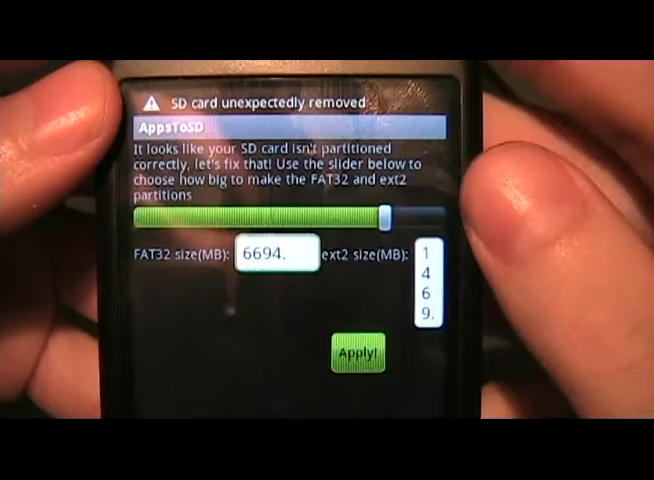 SD card unexpectedly removed
AppsToSD
It looks like your SD card isn't partitioned
correctly, let's fix that! Use the slider below to
choose how big to make the FAT32 and ext2
partitions
FAT32 size(MB): 6694. ext2 size(MB): 1
4
6
9.
Apply!